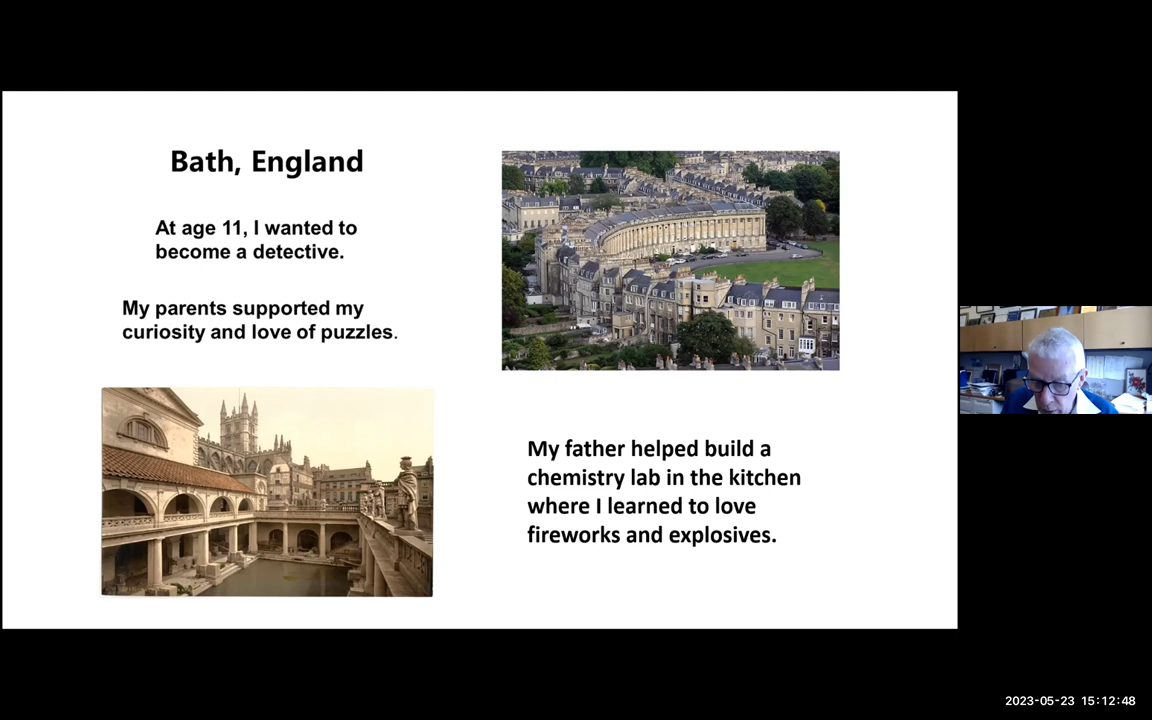 Bath, England
At age 11, I wanted to
become a detective.
My parents supported my
curiosity and love of puzzles.
My father helped build a
chemistry lab in the kitchen
where I learned to love
fireworks and explosives.
2023-05-23 15:12:48